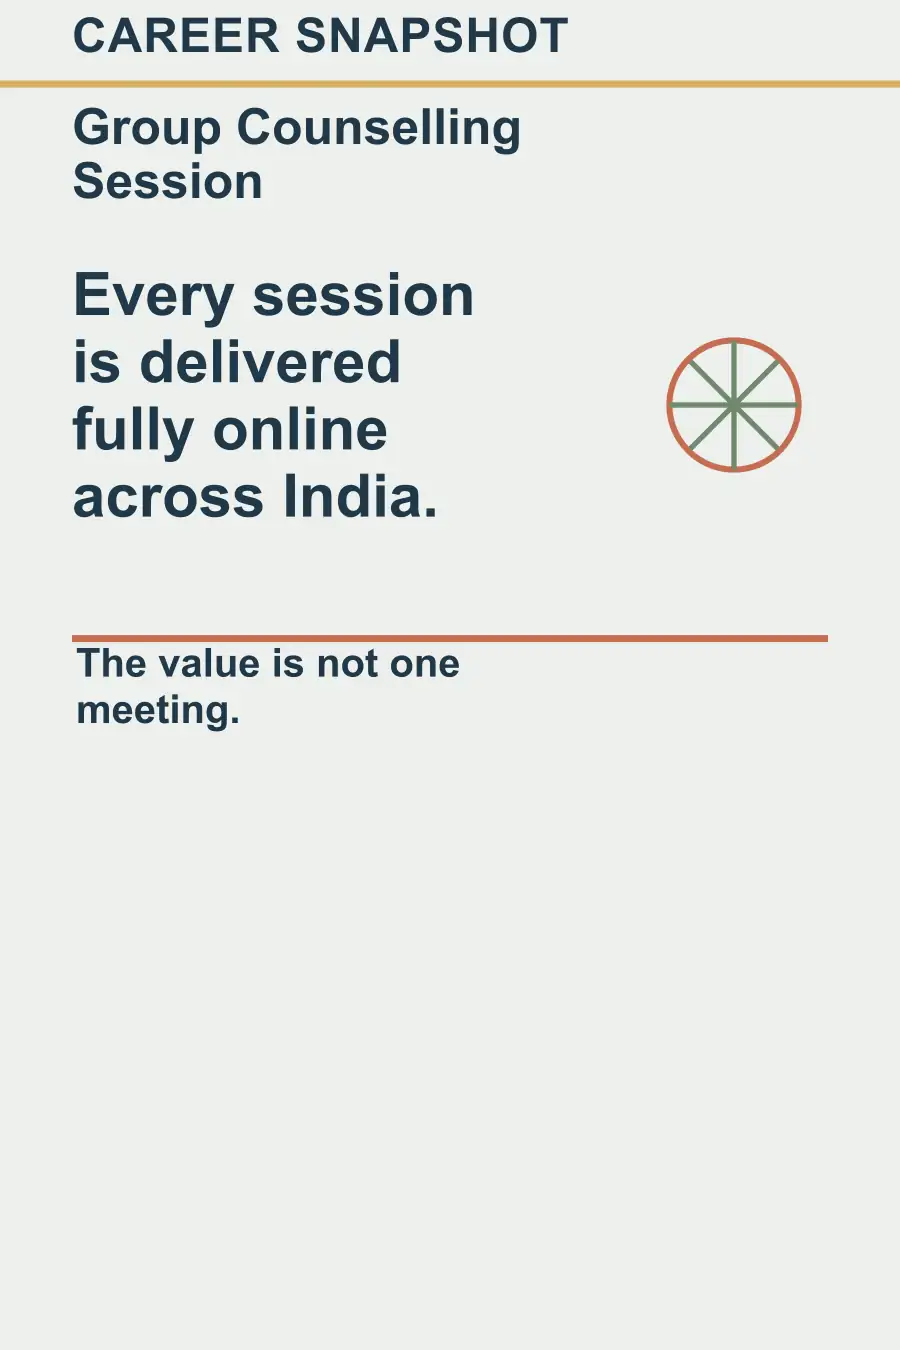 CAREER SNAPSHOT
Group Counselling
Session
Every session
is delivered
fully online
across India.
The value is not one
meeting.